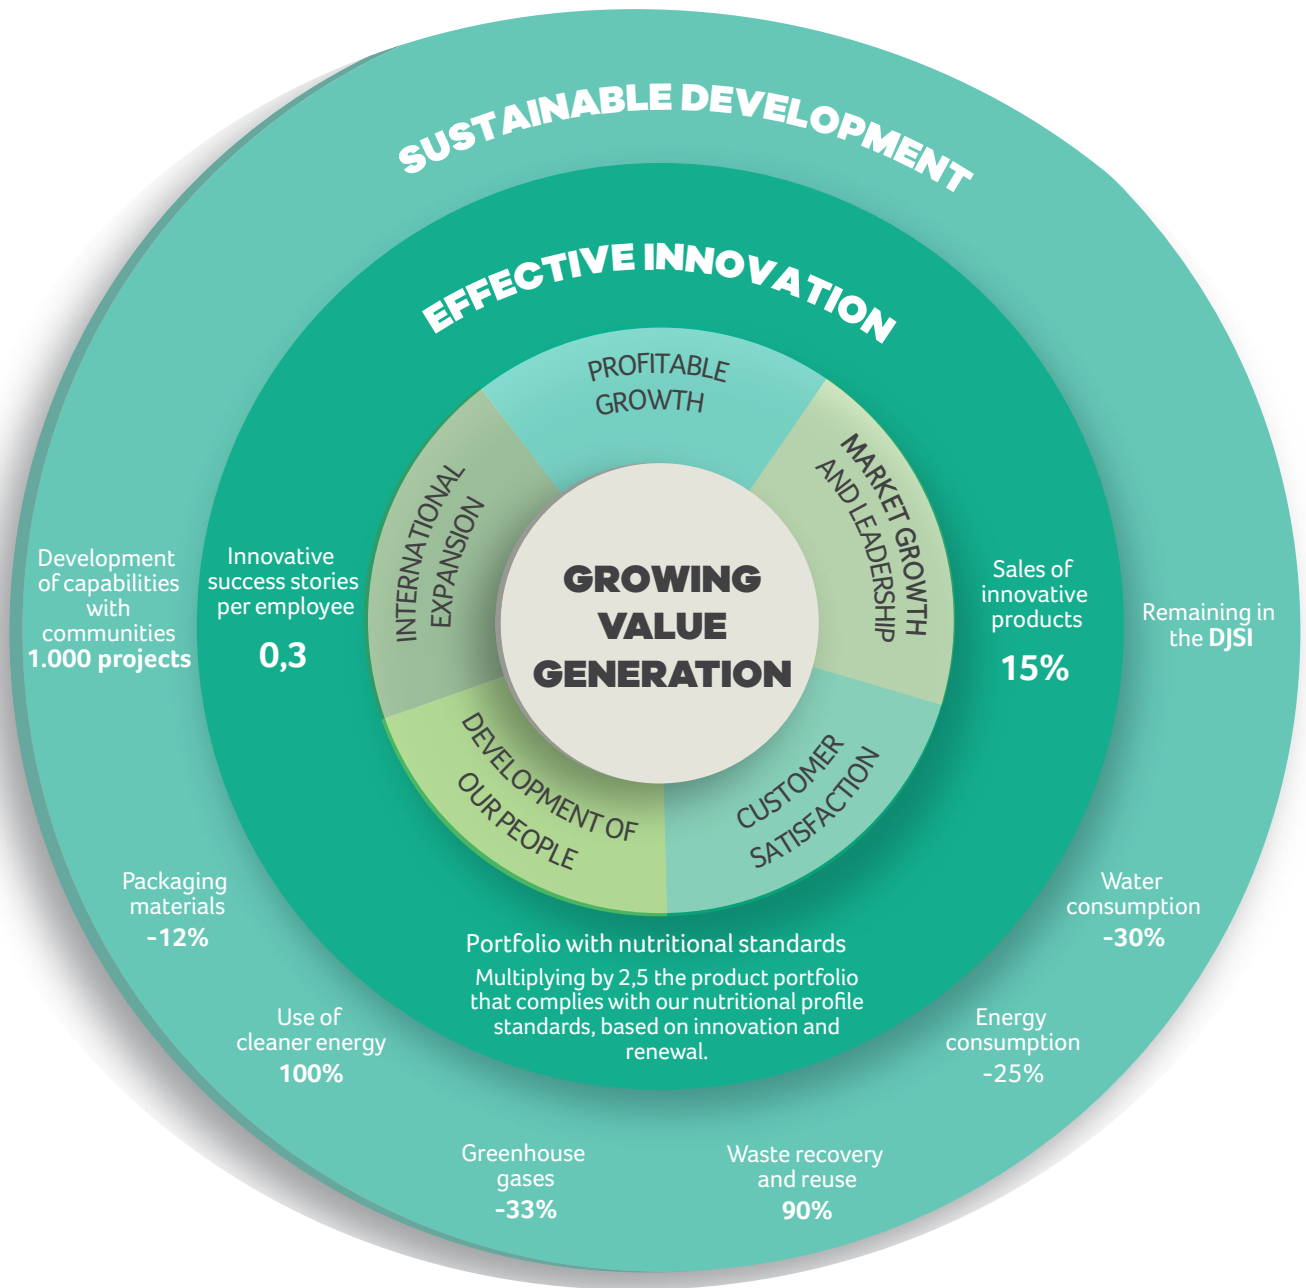 SUSTAINABLE DEVELOPMENT
EFFECTIVE INNOVATION
PROFITABLE
GROWTH
MARKET GROWTH
AND LEADERSHIP
CUSTOMER
SATISFACTION
DEVELOPMENT OF
OUR PEOPLE
INTERNATIONAL
EXPANSION
GROWING
VALUE
GENERATION
Innovative
success stories
per employee
0,3
Sales of
innovative
products
15%
Portfolio with nutritional standards
Multiplying by 2,5 the product portfolio
that complies with our nutritional profile
standards, based on innovation and
renewal.
Development
of capabilities
with
communities
1.000 projects
Remaining in
the DJSI
Packaging
materials
-12%
Water
consumption
-30%
Use of
cleaner energy
100%
Energy
consumption
-25%
Greenhouse
gases
-33%
Waste recovery
and reuse
90%